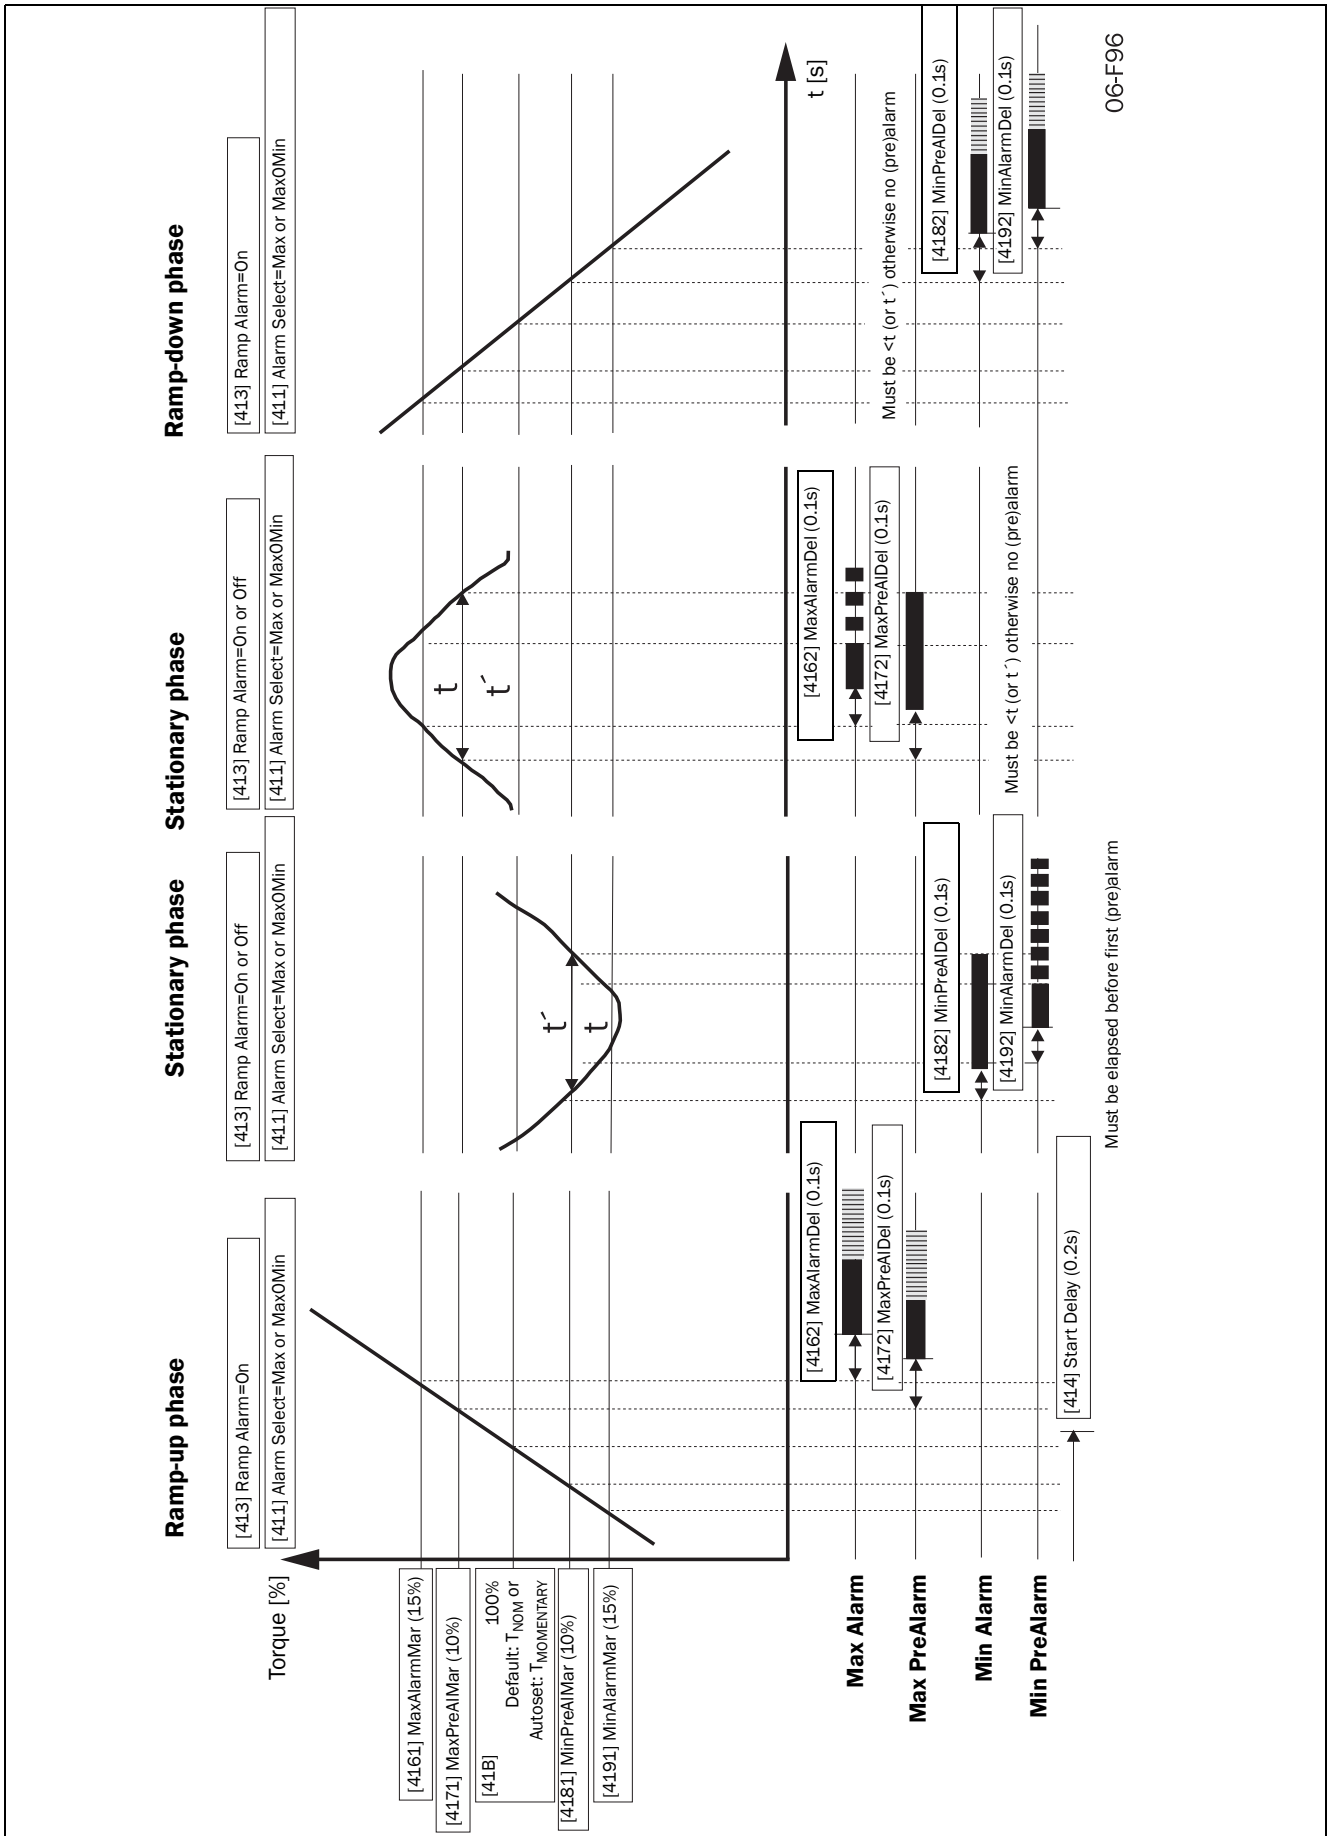 Ramp-up phase
[413] Ramp Alarm=On
[411] Alarm Select=Max or Max0Min
Stationary phase
[413] Ramp Alarm=On or Off
[411] Alarm Select=Max or Max0Min
Stationary phase
[413] Ramp Alarm=On or Off
[411] Alarm Select=Max or Max0Min
Ramp-down phase
[413] Ramp Alarm=On
[411] Alarm Select=Max or Max0Min
Torque [%]
[4161] MaxAlarmMar (15%)
[4171] MaxPreAlMar (10%)
[41B]
100%
Default: TNOM or
Autoset: TMOMENTARY
[4181] MinPreAlMar (10%)
[4191] MinAlarmMar (15%)
t´
t
t
t´
t [s]
Max Alarm
Max PreAlarm
Min Alarm
Min PreAlarm
[4162] MaxAlarmDel (0.1s)
[4172] MaxPreAlDel (0.1s)
[414] Start Delay (0.2s)
[4182] MinPreAlDel (0.1s)
[4192] MinAlarmDel (0.1s)
Must be elapsed before first (pre)alarm
[4162] MaxAlarmDel (0.1s)
[4172] MaxPreAlDel (0.1s)
Must be <t (or t´) otherwise no (pre)alarm
Must be <t (or t´) otherwise no (pre)alarm
[4182] MinPreAlDel (0.1s)
[4192] MinAlarmDel (0.1s)
06-F96